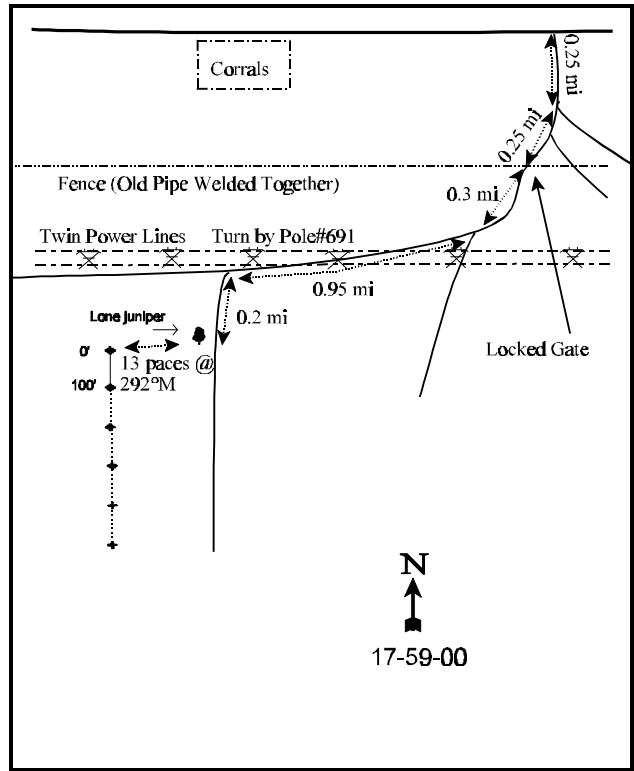 Corrals
0.25 mi
0.25 mi
Fence (Old Pipe Welded Together)
0.3 mi
Twin Power Lines
Turn by Pole#691
0.95 mi
0.2 mi
Lone juniper
Locked Gate
0'
13 paces @
100'
292°M
N
17-59-00